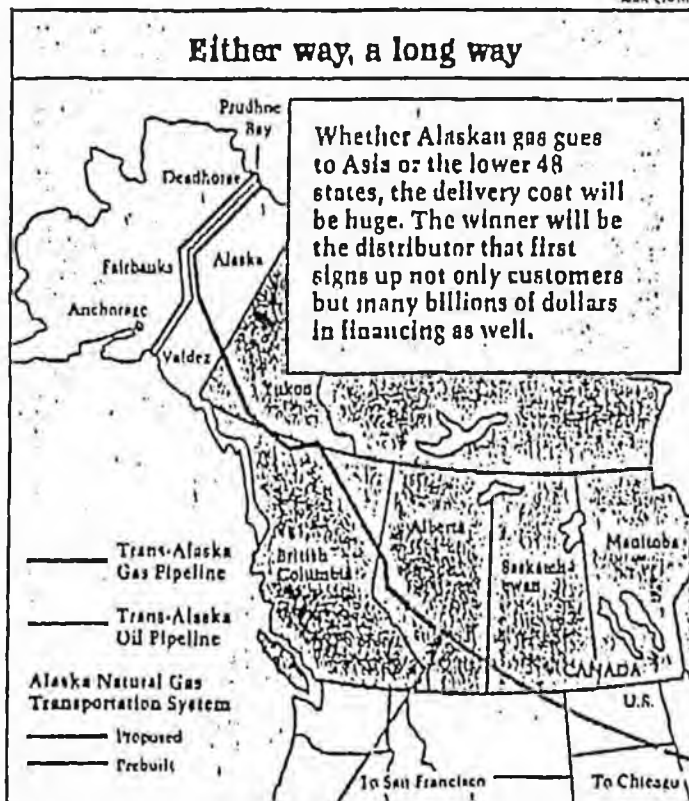 Either way, a long way
Prudhoe
Bay
Whether Alaskan gas goes
to Asia or the lower 48
states, the delivery cost will
be huge. The winner will be
the distributor that first
signs up not only customers
but many billions of dollars
in financing as well.
Deadhorse
Fairbanks
Alaska
Anchorage
Valdez
Yukon
Trans-Alaska
Gas Pipeline
Trans-Alaska
Oil Pipeline
Alaska Natural Gas
Transportation System
Proposed
Prebuilt
British
Columbia
Alberta
Saskatche
wan
Manitoba
CANADA
U.S.
To San Francisco
To Chicago